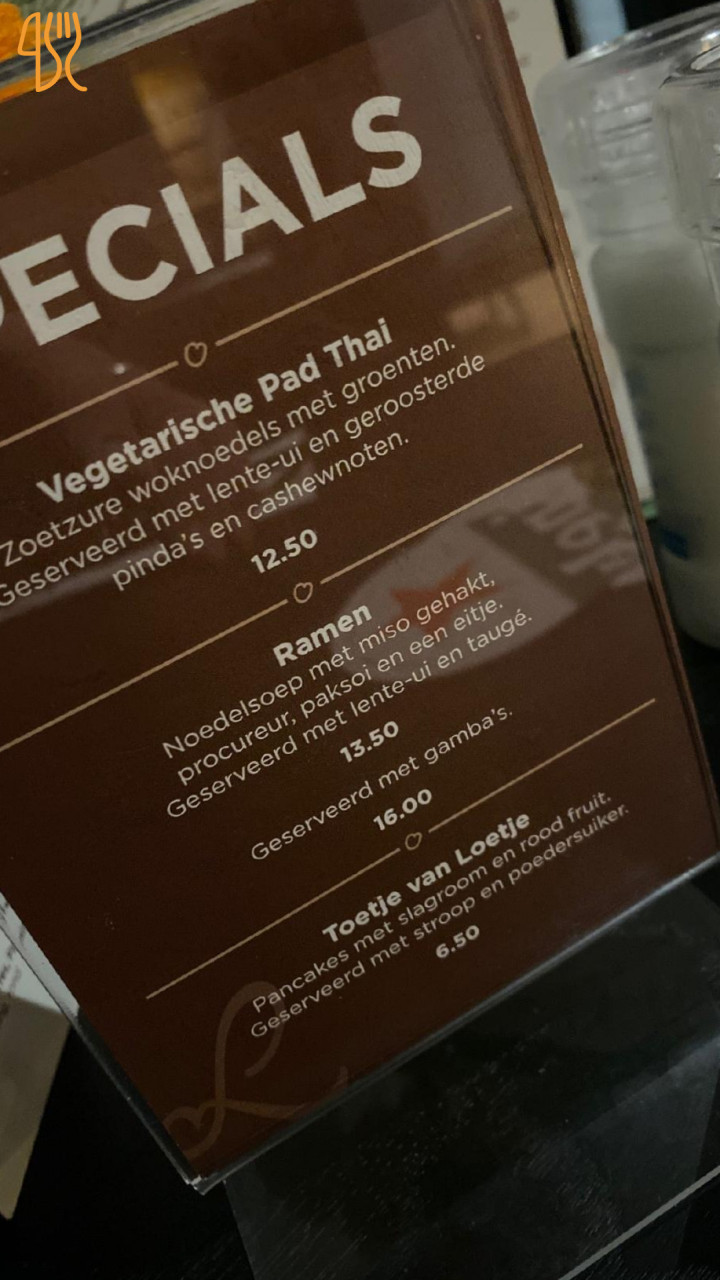 PECIALS
Vegetarische Pad Thai
Zoetzure woknoedels met groenten.
Geserveerd met lente-ui en geroosterde
pinda's en cashewnoten.
12.50
Ramen
Noedelsoep met miso gehakt,
procureur, paksoi en een eitje.
Geserveerd met lente-ui en taugé.
13.50
Geserveerd met gamba's.
16.00
Toetje van Loetje
Pancakes met slagroom en rood fruit.
Geserveerd met stroop en poedersuiker.
6.50
L